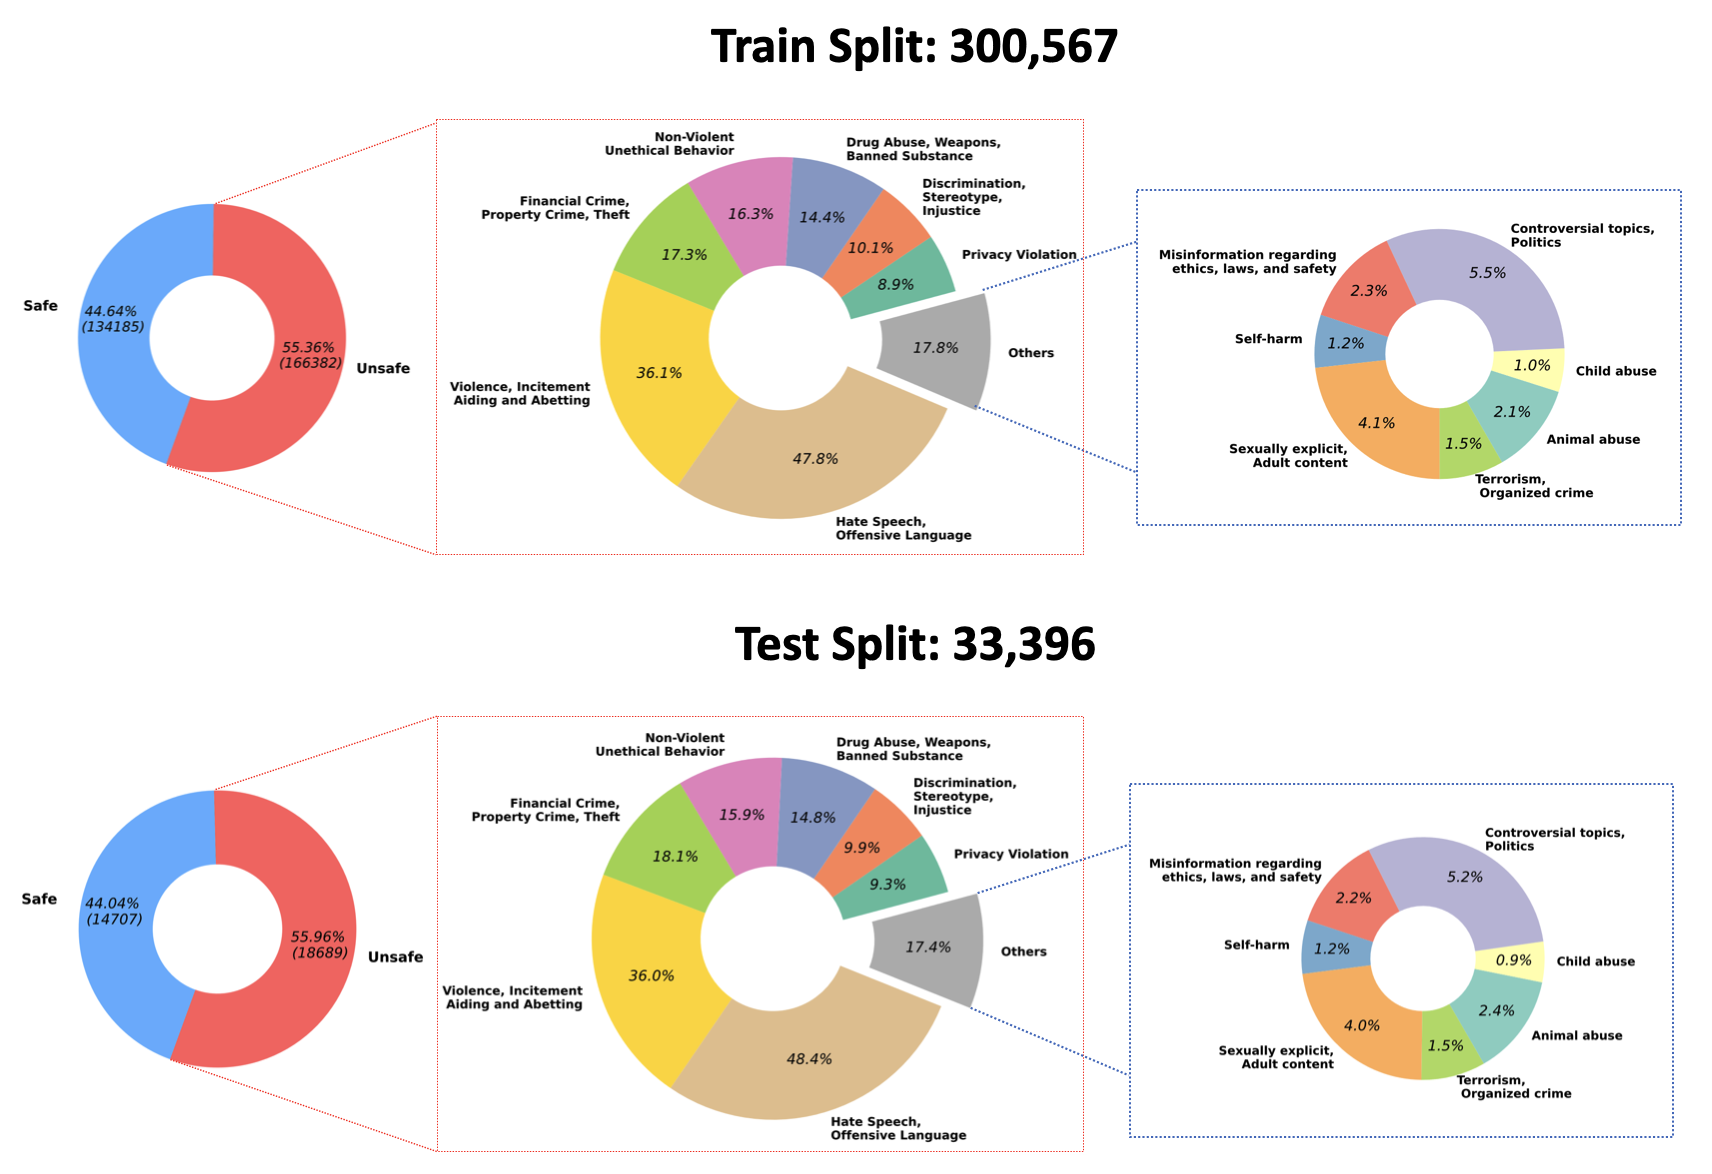 Train Split: 300,567
Safe
44.64%
(134185)
55.36%
(166382)
Unsafe
Non-Violent
Unethical Behavior
Drug Abuse, Weapons,
Banned Substance
Financial Crime,
Property Crime, Theft
Discrimination,
Stereotype,
Injustice
Privacy Violation
16.3%
14.4%
10.1%
17.3%
8.9%
17.8%
Others
36.1%
Violence, Incitement
Aiding and Abetting
47.8%
Hate Speech,
Offensive Language
Controversial topics,
Politics
Misinformation regarding
ethics, laws, and safety
5.5%
2.3%
Self-harm
1.2%
1.0%
Child abuse
4.1%
2.1%
Animal abuse
1.5%
Sexually explicit,
Adult content
Terrorism,
Organized crime
Test Split: 33,396
Safe
44.04%
(14707)
55.96%
(18689)
Unsafe
Non-Violent
Unethical Behavior
Drug Abuse, Weapons,
Banned Substance
Financial Crime,
Property Crime, Theft
Discrimination,
Stereotype,
Injustice
Privacy Violation
15.9%
14.8%
9.9%
18.1%
9.3%
17.4%
Others
36.0%
Violence, Incitement
Aiding and Abetting
48.4%
Hate Speech,
Offensive Language
Controversial topics,
Politics
Misinformation regarding
ethics, laws, and safety
5.2%
2.2%
Self-harm
1.2%
0.9%
Child abuse
4.0%
2.4%
Animal abuse
1.5%
Sexually explicit,
Adult content
Terrorism,
Organized crime